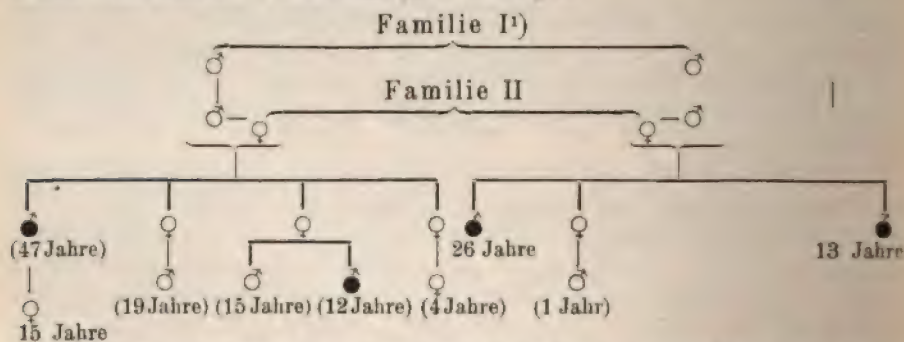 Familie I¹)
Familie II
(47 Jahre) 26 Jahre 13 Jahre
(19 Jahre) (15 Jahre) (12 Jahre) (4 Jahre) (1 Jahr)
15 Jahre